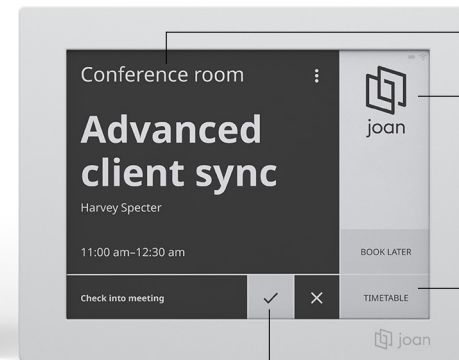 Conference room
Advanced
client sync
Harvey Specter
11:00 am–12:30 am
Check into meeting
joan
BOOK LATER
TIMETABLE
joan